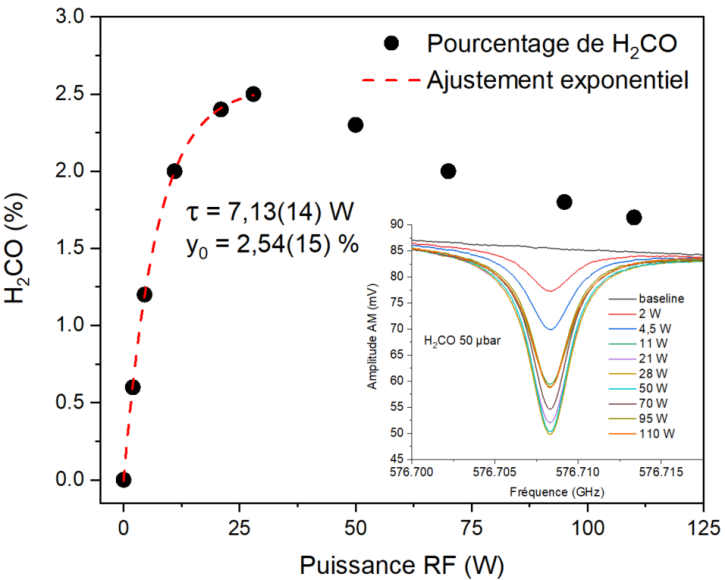 3.0
2.5
2.0
1.5
1.0
0.5
0.0
H₂CO (%)
Pourcentage de H₂CO
Ajustement exponentiel
τ = 7,13(14) W
y₀ = 2,54(15) %
90
85
80
75
70
65
60
55
50
45
Amplitude AM (mV)
H₂CO 50 µbar
baseline
2 W
4,5 W
11 W
21 W
28 W
50 W
70 W
95 W
110 W
576.700 576.705 576.710 576.715
Fréquence (GHz)
0 25 50 75 100 125
Puissance RF (W)